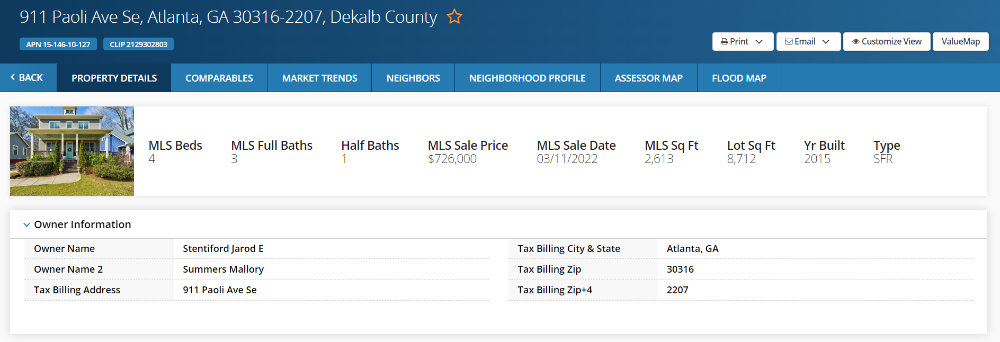 911 Paoli Ave Se, Atlanta, GA 30316-2207, Dekalb County
APN 15-146-10-127 CLIP 2129302803
Print Email Customize View ValueMap
BACK PROPERTY DETAILS COMPARABLES MARKET TRENDS NEIGHBORS NEIGHBORHOOD PROFILE ASSESSOR MAP FLOOD MAP
MLS Beds MLS Full Baths Half Baths MLS Sale Price MLS Sale Date MLS Sq Ft Lot Sq Ft Yr Built Type
4 3 1 $726,000 03/11/2022 2,613 8,712 2015 SFR
Owner Information
Owner Name Stentiford Jarod E Tax Billing City & State Atlanta, GA
Owner Name 2 Summers Mallory Tax Billing Zip 30316
Tax Billing Address 911 Paoli Ave Se Tax Billing Zip+4 2207